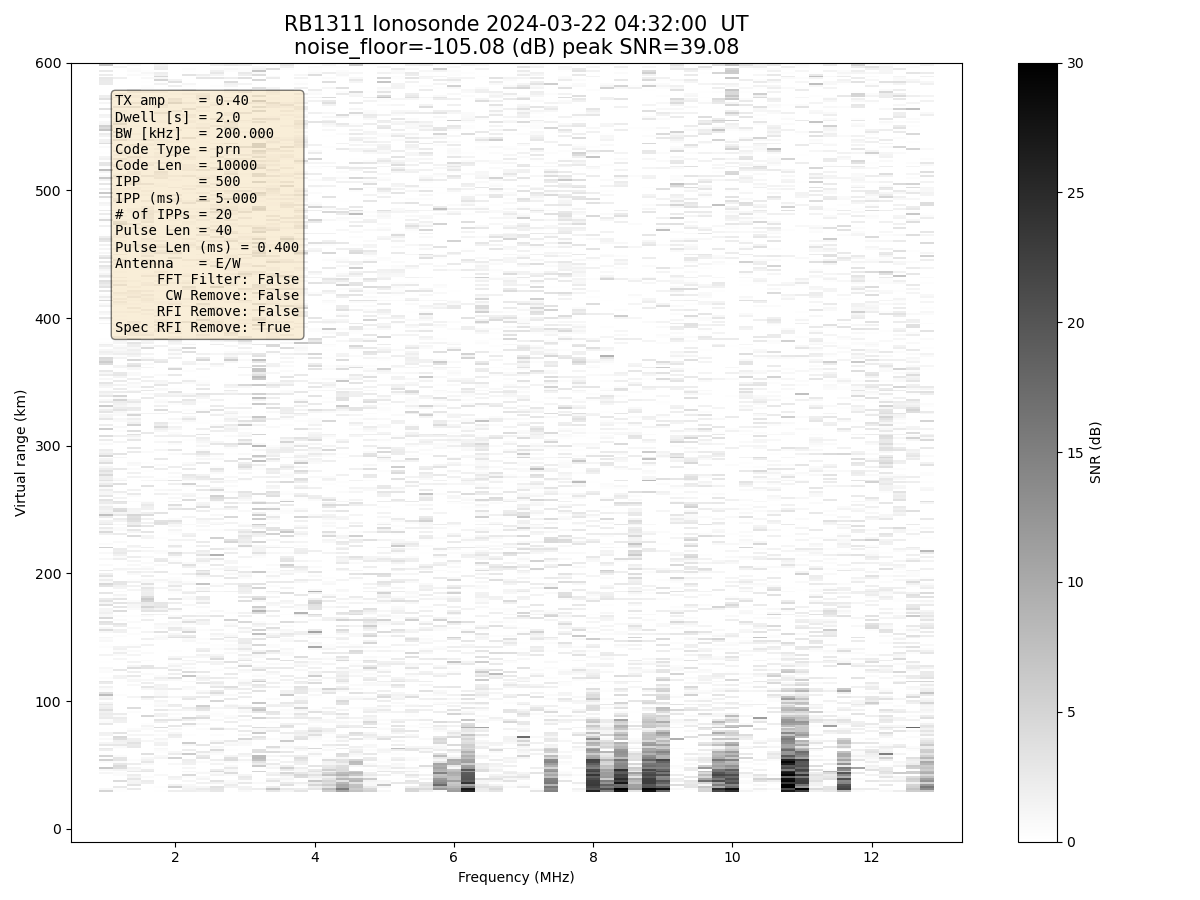 RB1311 Ionosonde 2024-03-22 04:32:00 UT
noise_floor=-105.08 (dB) peak SNR=39.08
TX amp = 0.40
Dwell [s] = 2.0
BW [kHz] = 200.000
Code Type = prn
Code Len = 10000
IPP = 500
IPP (ms) = 5.000
# of IPPs = 20
Pulse Len = 40
Pulse Len (ms) = 0.400
Antenna = E/W
FFT Filter: False
CW Remove: False
RFI Remove: False
Spec RFI Remove: True
600
500
400
300
200
100
0
Virtual range (km)
2 4 6 8 10 12
Frequency (MHz)
30
25
20
15
10
5
0
SNR (dB)